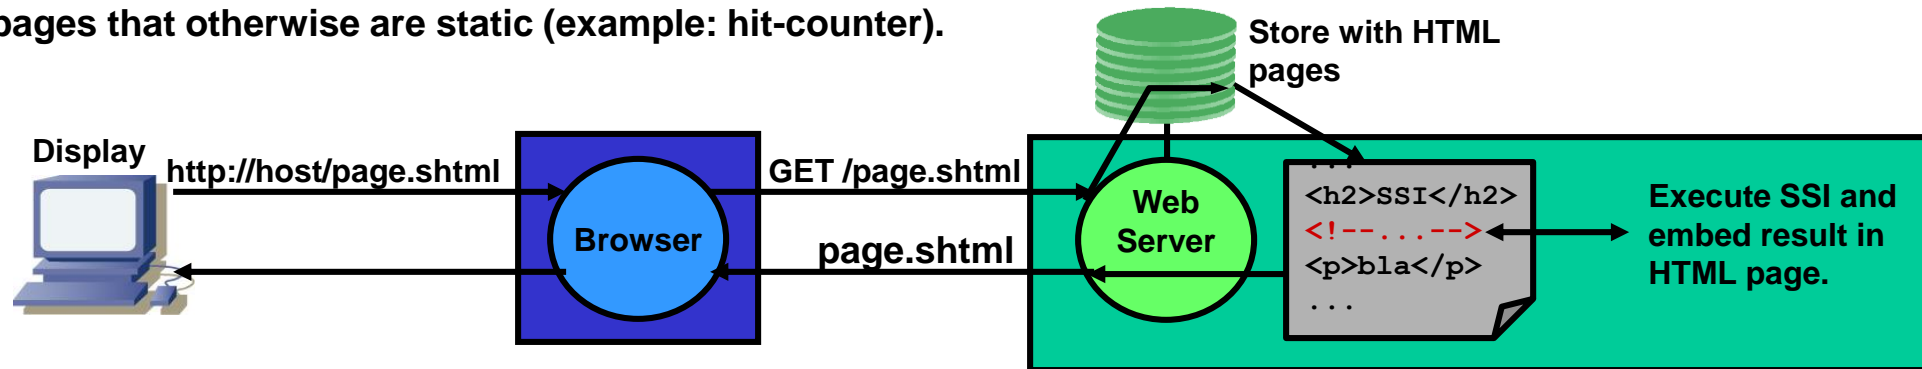 pages that otherwise are static (example: hit-counter).
Store with HTML
pages
Display
http://host/page.shtml
GET /page.shtml
Browser
page.shtml
Web
Server
...
<h2>SSI</h2>
<!--...-->
<p>bla</p>
...
Execute SSI and
embed result in
HTML page.